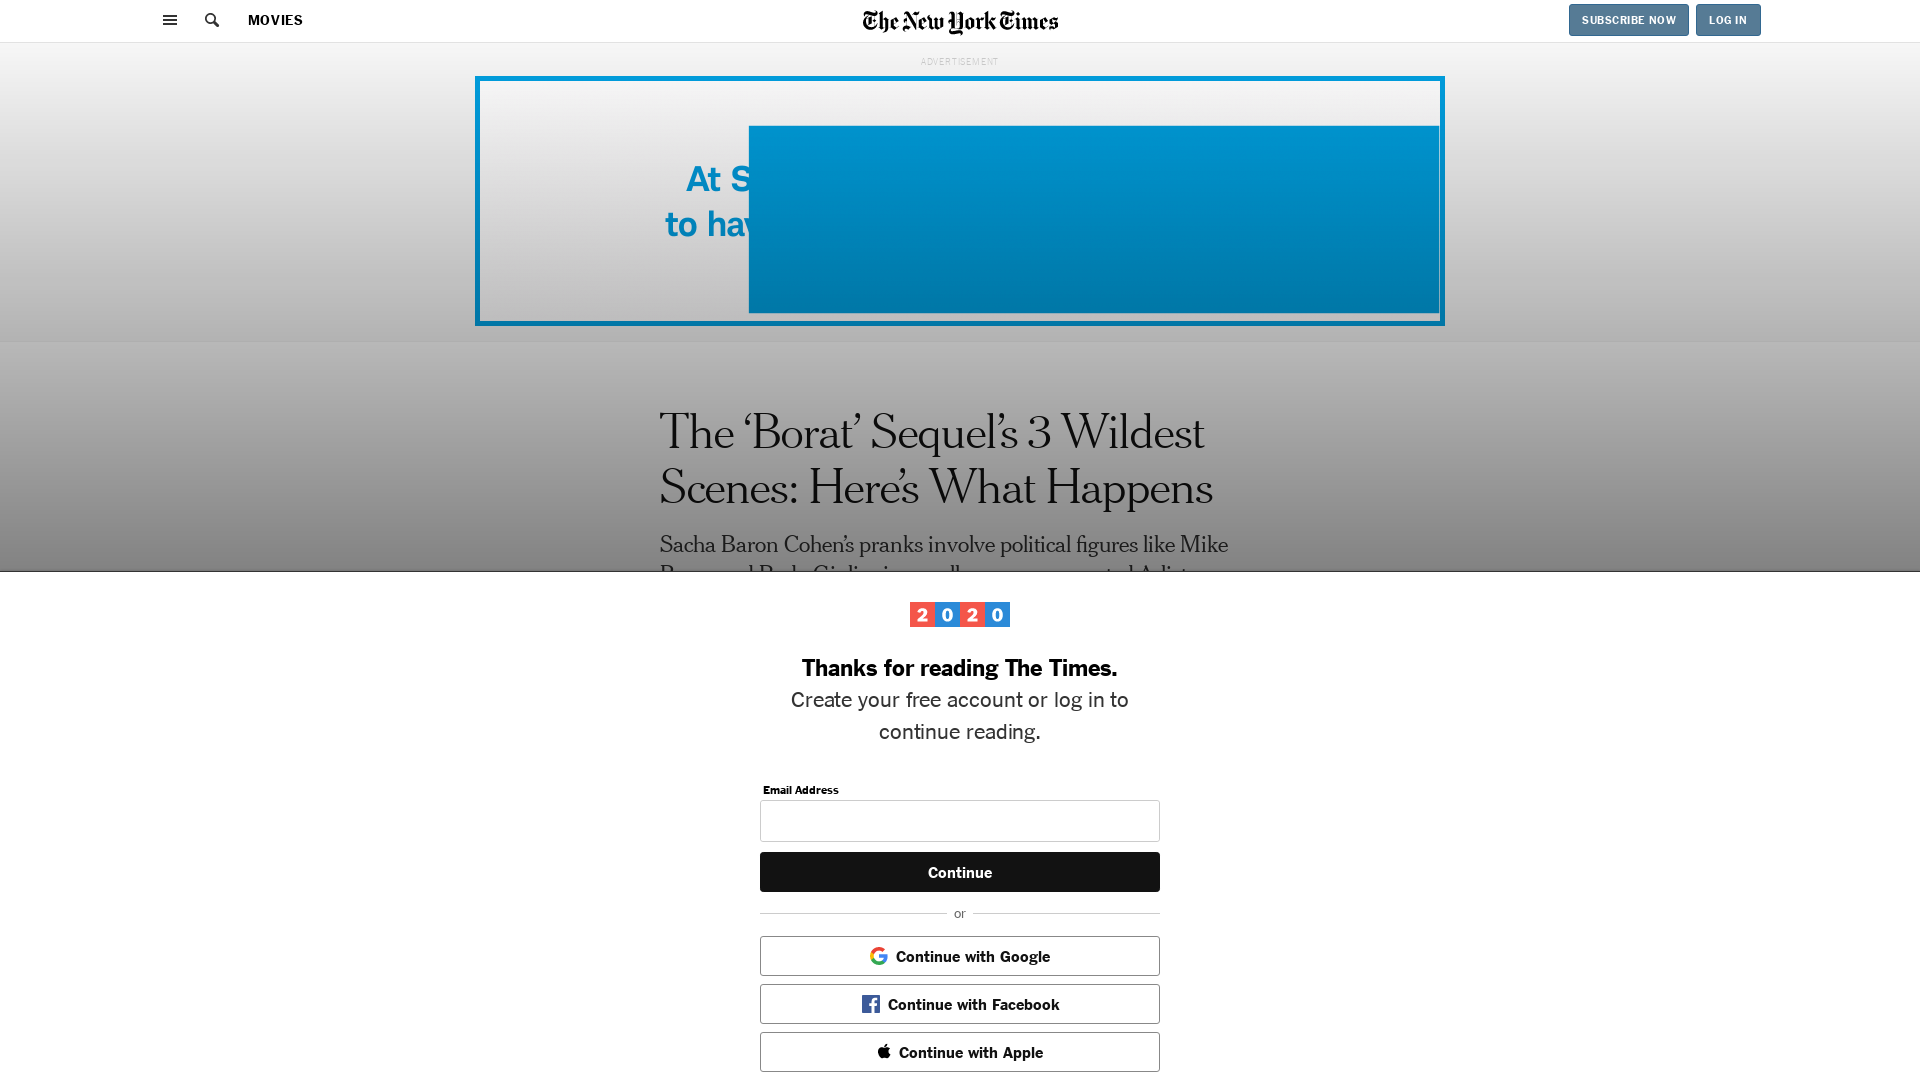 MOVIES
The New York Times
SUBSCRIBE NOW
LOG IN
ADVERTISEMENT
At S
to hav
The ‘Borat’ Sequel’s 3 Wildest
Scenes: Here’s What Happens
Sacha Baron Cohen’s pranks involve political figures like Mike
2020
Thanks for reading The Times.
Create your free account or log in to
continue reading.
Email Address
Continue
or
Continue with Google
Continue with Facebook
Continue with Apple